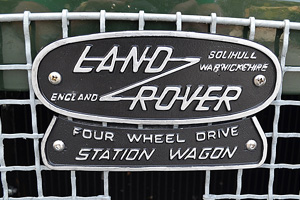 LAND
SOLIHULL
WARWICKSHIRE
ENGLAND
ROVER
FOUR WHEEL DRIVE
STATION WAGON